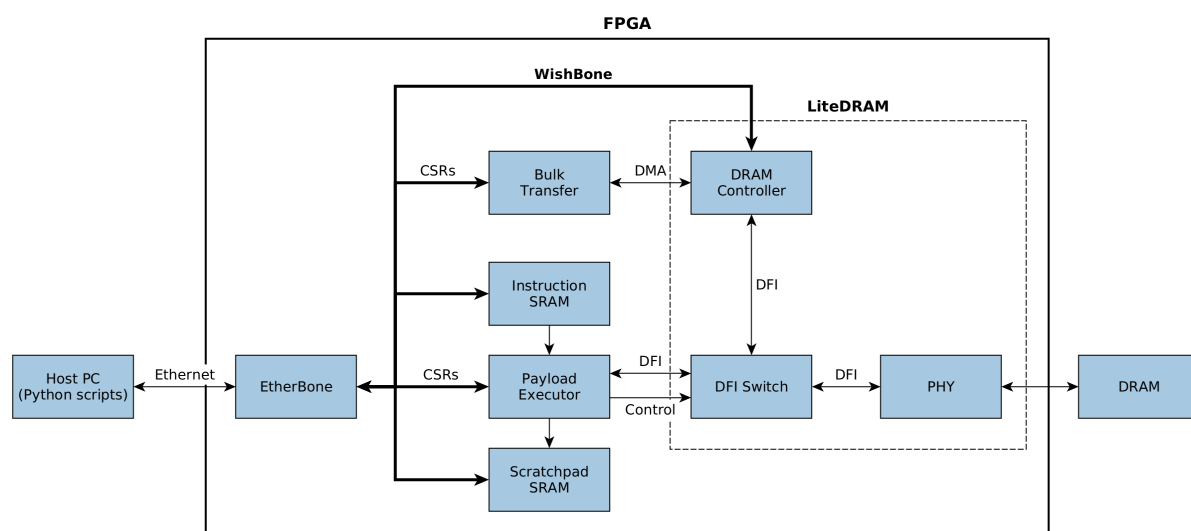 FPGA
WishBone
LiteDRAM
CSRs
Bulk
Transfer
DMA
DRAM
Controller
Instruction
SRAM
DFI
Host PC
(Python scripts)
Ethernet
EtherBone
CSRs
Payload
Executor
DFI
Control
DFI Switch
DFI
PHY
DRAM
Scratchpad
SRAM